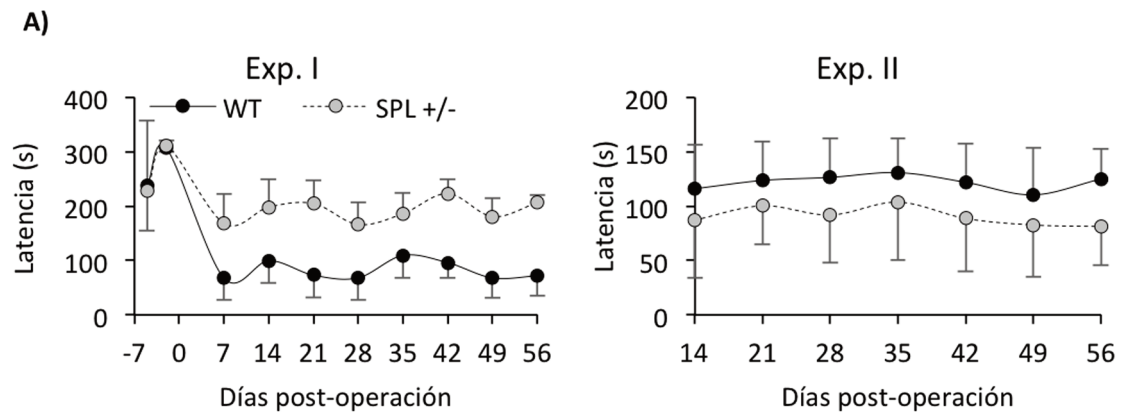 A)
Exp. I
400
300
200
100
0
Latencia (s)
WT
SPL +/-
-7 0 7 14 21 28 35 42 49 56
Días post-operación
Exp. II
200
150
100
50
0
Latencia (s)
14 21 28 35 42 49 56
Días post-operación